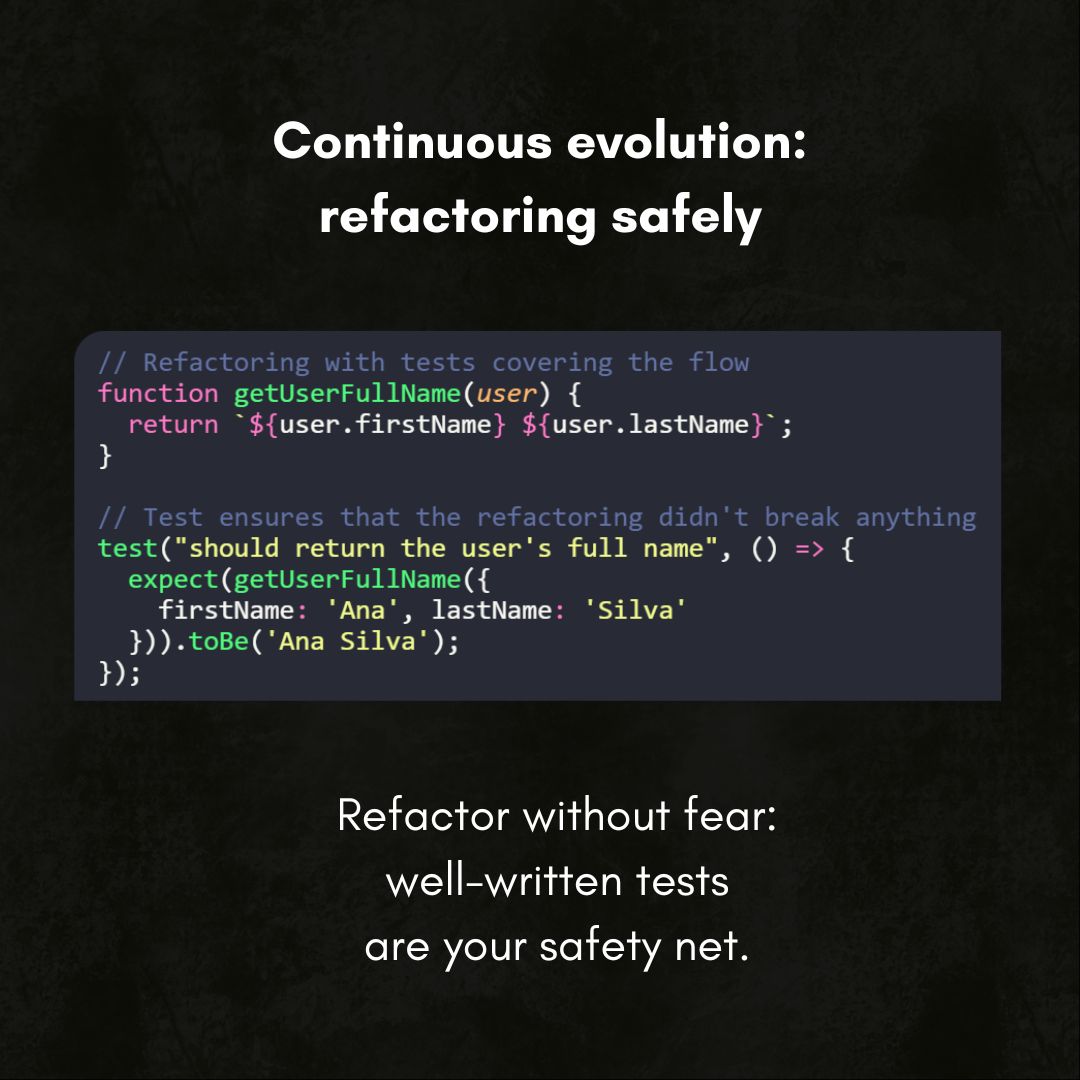 Continuous evolution:
refactoring safely
// Refactoring with tests covering the flow
function getUserFullName(user) {
  return `${user.firstName} ${user.lastName}`;
}
// Test ensures that the refactoring didn't break anything
test("should return the user's full name", () => {
  expect(getUserFullName({
    firstName: 'Ana', lastName: 'Silva'
  })).toBe('Ana Silva');
});
Refactor without fear:
well-written tests
are your safety net.